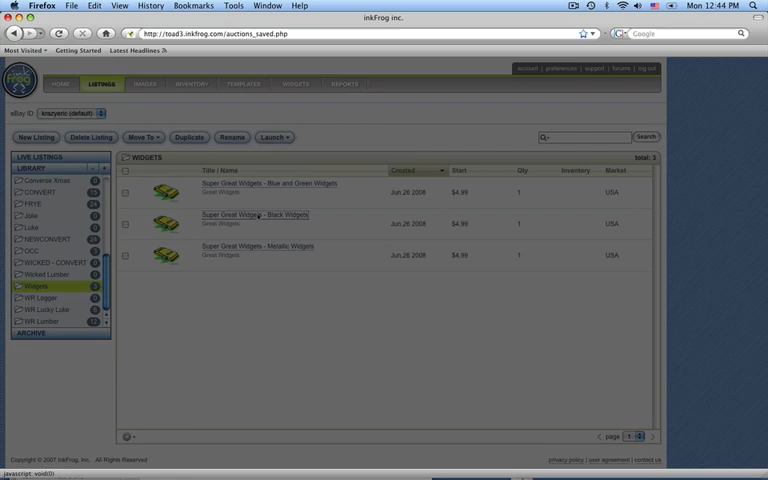 Firefox File Edit View History Bookmarks Tools Window Help Mon 12:44 PM
inkFrog inc.
http://toad3.inkfrog.com/auctions_saved.php Google
Most Visited Getting Started Latest Headlines
frog
accueil | preferences | support | forums | log out
HOME LISTINGS IMAGES INVENTORY TEMPLATES WIDGETS REPORTS
eBay ID: krazyeric (default)
New Listing Delete Listing Move To Duplicate Rename Launch Search
LIVE LISTINGS
LIBRARY
Converse Xmas 0
CONVERT 15
FRYE 24
Jolie 0
Luke 0
NEWCONVERT 24
OCC 3
WICKED - CONVERT 0
Wicked Lumber 0
Widgets 3
WR Logger 0
WR Lucky Luke 6
WR Lumber 12
ARCHIVE
WIDGETS total: 3
Title / Name Created Start Qty Inventory Market
Super Great Widgets - Blue and Green Widgets
Great Widgets Jun,26 2008 $4.99 1 USA
Super Great Widgets - Black Widgets
Great Widgets Jun,26 2008 $4.99 1 USA
Super Great Widgets - Metallic Widgets
Great Widgets Jun,26 2008 $4.99 1 USA
page 1
Copyright © 2007 InkFrog, Inc. All Rights Reserved privacy policy | user agreement | contact us
javascript: void(0)